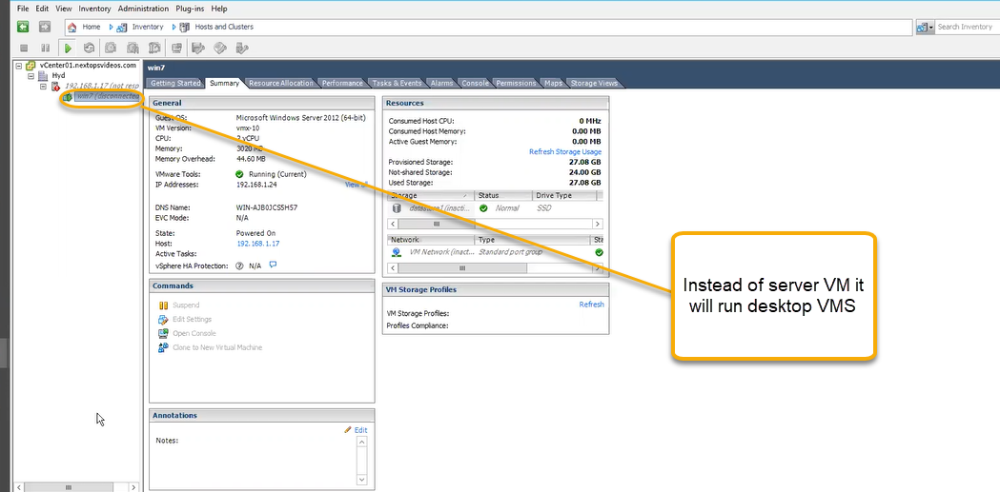 File Edit View Inventory Administration Plug-ins Help
Home Inventory Hosts and Clusters
Search Inventory
vCenter01.nextopsvideos.com
Hyd
192.168.1.17 (not resp
win7 (disconnected
win7
Getting Started Summary Resource Allocation Performance Tasks & Events Alarms Console Permissions Maps Storage Views
General
Guest OS: Microsoft Windows Server 2012 (64-bit)
VM Version: vmx-10
CPU: 2 vCPU
Memory: 3020 MB
Memory Overhead: 44.60 MB
VMware Tools: Running (Current)
IP Addresses: 192.168.1.24 View all
DNS Name: WIN-AJB0JCS5H57
EVC Mode: N/A
State: Powered On
Host: 192.168.1.17
Active Tasks:
vSphere HA Protection: N/A
Commands
Suspend
Edit Settings
Open Console
Clone to New Virtual Machine
Annotations
Edit
Notes:
Resources
Consumed Host CPU: 0 MHz
Consumed Host Memory: 0.00 MB
Active Guest Memory: 0.00 MB
Refresh Storage Usage
Provisioned Storage: 27.08 GB
Not-shared Storage: 24.00 GB
Used Storage: 27.08 GB
Storage Status Drive Type
datastore1 (inacti... Normal SSD
Network Type Sta
VM Network (inact... Standard port group
VM Storage Profiles
Refresh
VM Storage Profiles:
Profiles Compliance:
Instead of server VM it
will run desktop VMS